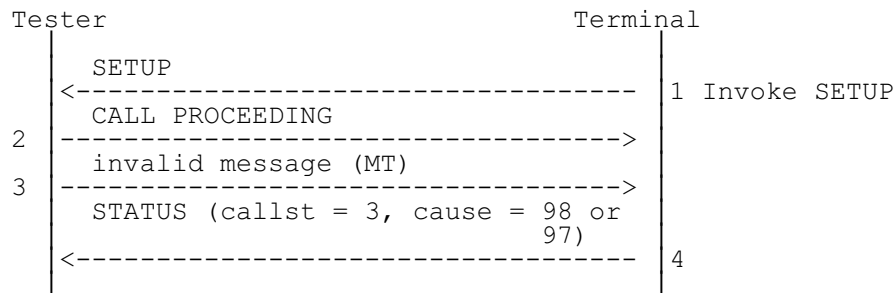 Tester Terminal
SETUP
<----------------------------------- 1 Invoke SETUP
CALL PROCEEDING
2 ----------------------------------->
invalid message (MT)
3 ----------------------------------->
STATUS (callst = 3, cause = 98 or
97)
<----------------------------------- 4